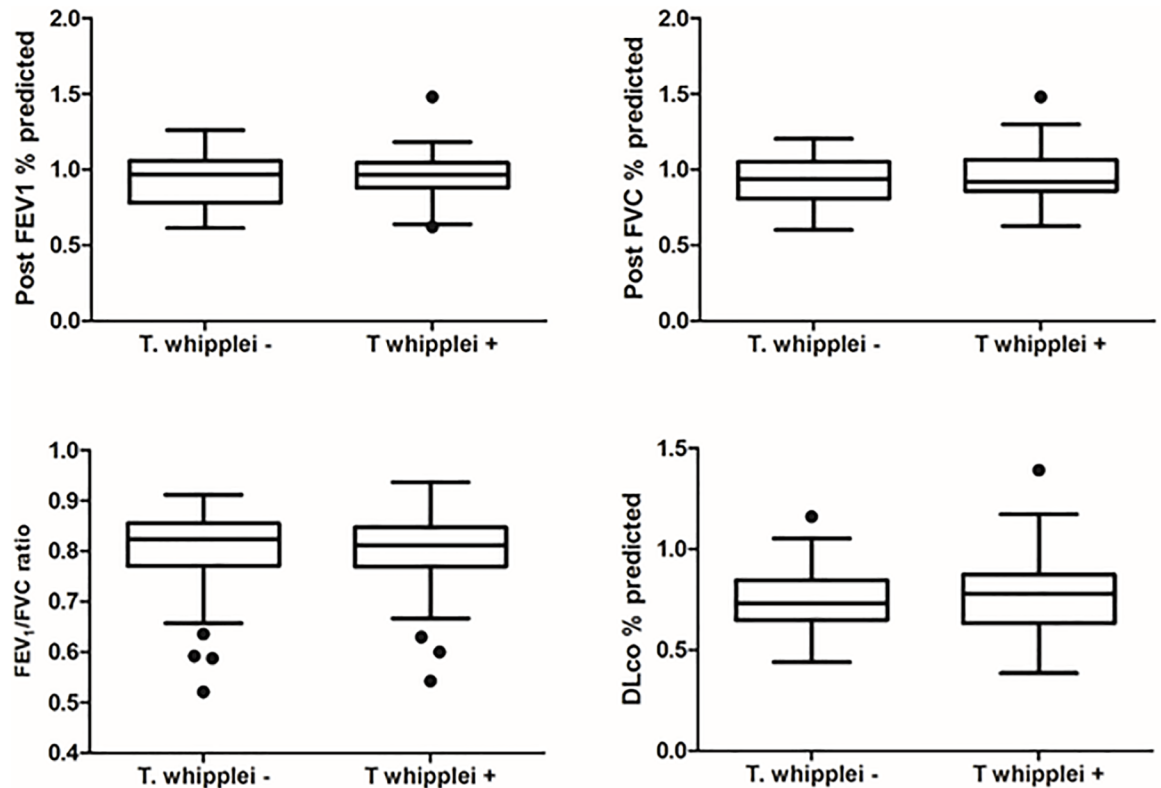 Post FEV1 % predicted
2.0
1.5
1.0
0.5
0.0
T. whipplei -
T whipplei +
Post FVC % predicted
2.0
1.5
1.0
0.5
0.0
T. whipplei -
T whipplei +
FEV₁/FVC ratio
1.0
0.9
0.8
0.7
0.6
0.5
0.4
T. whipplei -
T whipplei +
DLco % predicted
1.5
1.0
0.5
0.0
T. whipplei -
T whipplei +